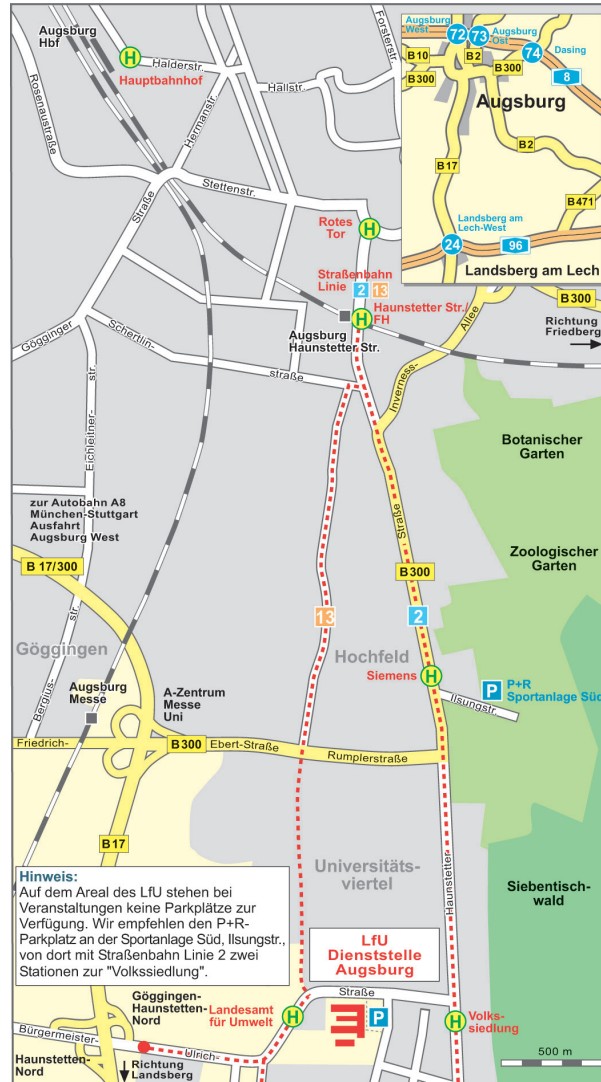 Augsburg
Hbf
H
Halderstr.
Hauptbahnhof
Hallstr.
Forsterstr.
Rosenaustraße
Hermanstr.
Straße
Gögginger
Stettenstr.
Rotes
Tor
H
Straßenbahn
Linie
2
13
Haunstetter Str./
FH
H
Augsburg
Haunstetter Str.
Schertlin-
straße
Eichleitner-
str.
Inverness-
Allee
B300
Richtung
Friedberg
Augsburg
West
72
73
Augsburg
Ost
74
Dasing
B10
B2
B300
B300
8
Augsburg
B17
B2
B471
Landsberg am
Lech-West
24
96
Landsberg am Lech
Botanischer
Garten
Zoologischer
Garten
zur Autobahn A8
München-Stuttgart
Ausfahrt
Augsburg West
B 17/300
Straße
B300
13
2
Göggingen
Hochfeld
Siemens
H
P
P+R
Sportanlage Süd
Ilsungstr.
Bergius-
str.
Augsburg
Messe
A-Zentrum
Messe
Uni
Friedrich-
B300
Ebert-Straße
Rumplerstraße
B17
Haunstetter
Universitäts-
viertel
Siebentisch-
wald
Hinweis:
Auf dem Areal des LfU stehen bei
Veranstaltungen keine Parkplätze zur
Verfügung. Wir empfehlen den P+R-
Parkplatz an der Sportanlage Süd, Ilsungstr.,
von dort mit Straßenbahn Linie 2 zwei
Stationen zur "Volkssiedlung".
LfU
Dienststelle
Augsburg
Göggingen-
Haunstetten-
Nord
Landesamt
für Umwelt
H
Straße
P
H
Volks-
siedlung
Bürgermeister-
Ulrich-
Haunstetten-
Nord
Richtung
Landsberg
500 m